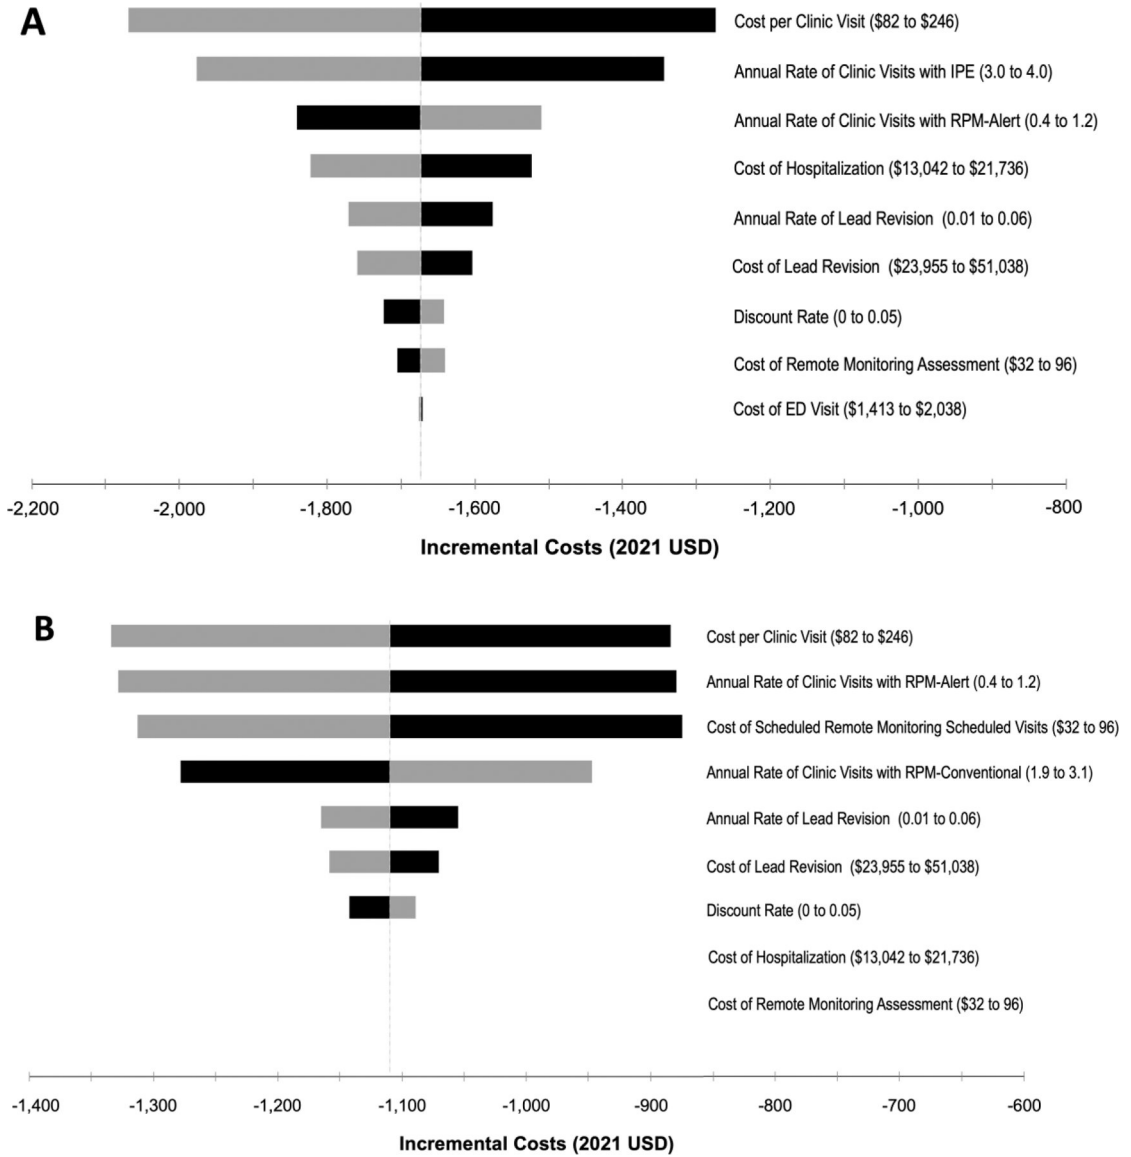 A
Cost per Clinic Visit ($82 to $246)
Annual Rate of Clinic Visits with IPE (3.0 to 4.0)
Annual Rate of Clinic Visits with RPM-Alert (0.4 to 1.2)
Cost of Hospitalization ($13,042 to $21,736)
Annual Rate of Lead Revision (0.01 to 0.06)
Cost of Lead Revision ($23,955 to $51,038)
Discount Rate (0 to 0.05)
Cost of Remote Monitoring Assessment ($32 to 96)
Cost of ED Visit ($1,413 to $2,038)
-2,200 -2,000 -1,800 -1,600 -1,400 -1,200 -1,000 -800
Incremental Costs (2021 USD)
B
Cost per Clinic Visit ($82 to $246)
Annual Rate of Clinic Visits with RPM-Alert (0.4 to 1.2)
Cost of Scheduled Remote Monitoring Scheduled Visits ($32 to 96)
Annual Rate of Clinic Visits with RPM-Conventional (1.9 to 3.1)
Annual Rate of Lead Revision (0.01 to 0.06)
Cost of Lead Revision ($23,955 to $51,038)
Discount Rate (0 to 0.05)
Cost of Hospitalization ($13,042 to $21,736)
Cost of Remote Monitoring Assessment ($32 to 96)
-1,400 -1,300 -1,200 -1,100 -1,000 -900 -800 -700 -600
Incremental Costs (2021 USD)